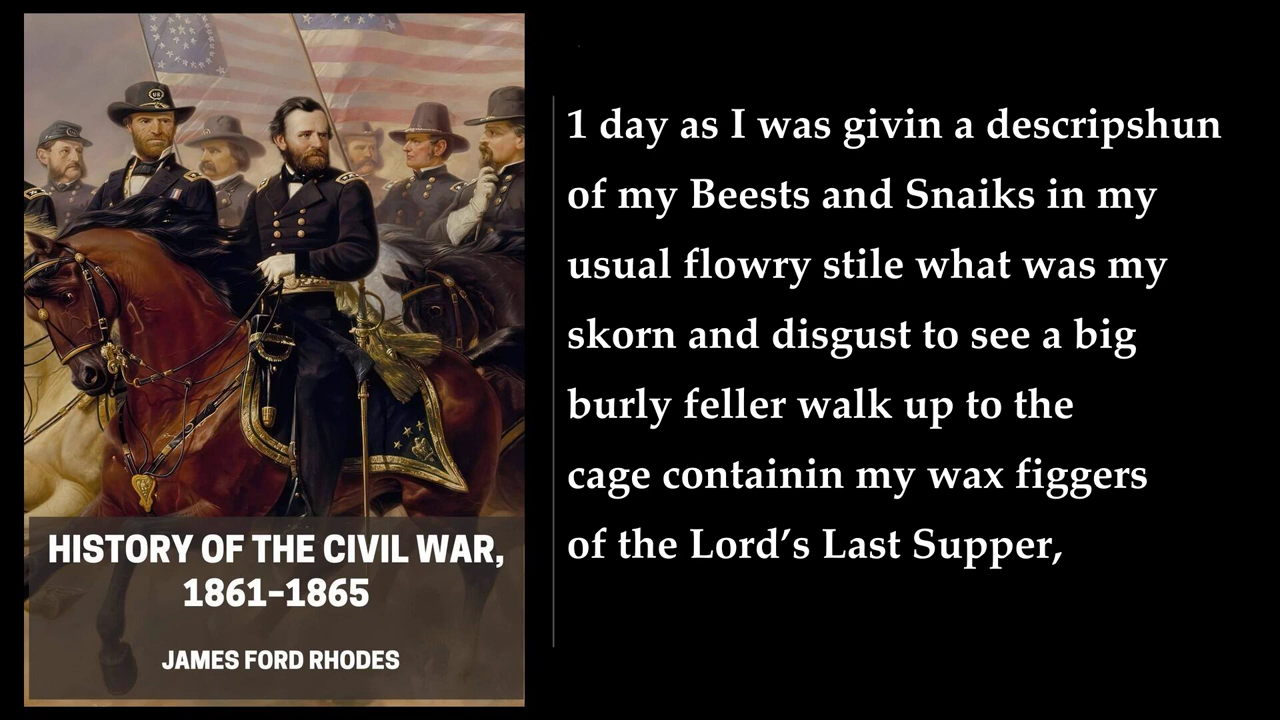 HISTORY OF THE CIVIL WAR,
1861–1865
JAMES FORD RHODES
1 day as I was givin a descripshun
of my Beests and Snaiks in my
usual flowry stile what was my
skorn and disgust to see a big
burly feller walk up to the
cage containin my wax figgers
of the Lord’s Last Supper,